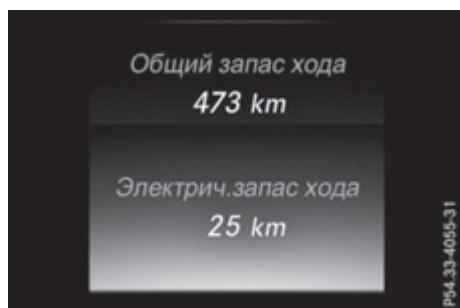 Общий запас хода
473 km
Электрич.запас хода
25 km
P54.33-4055-31